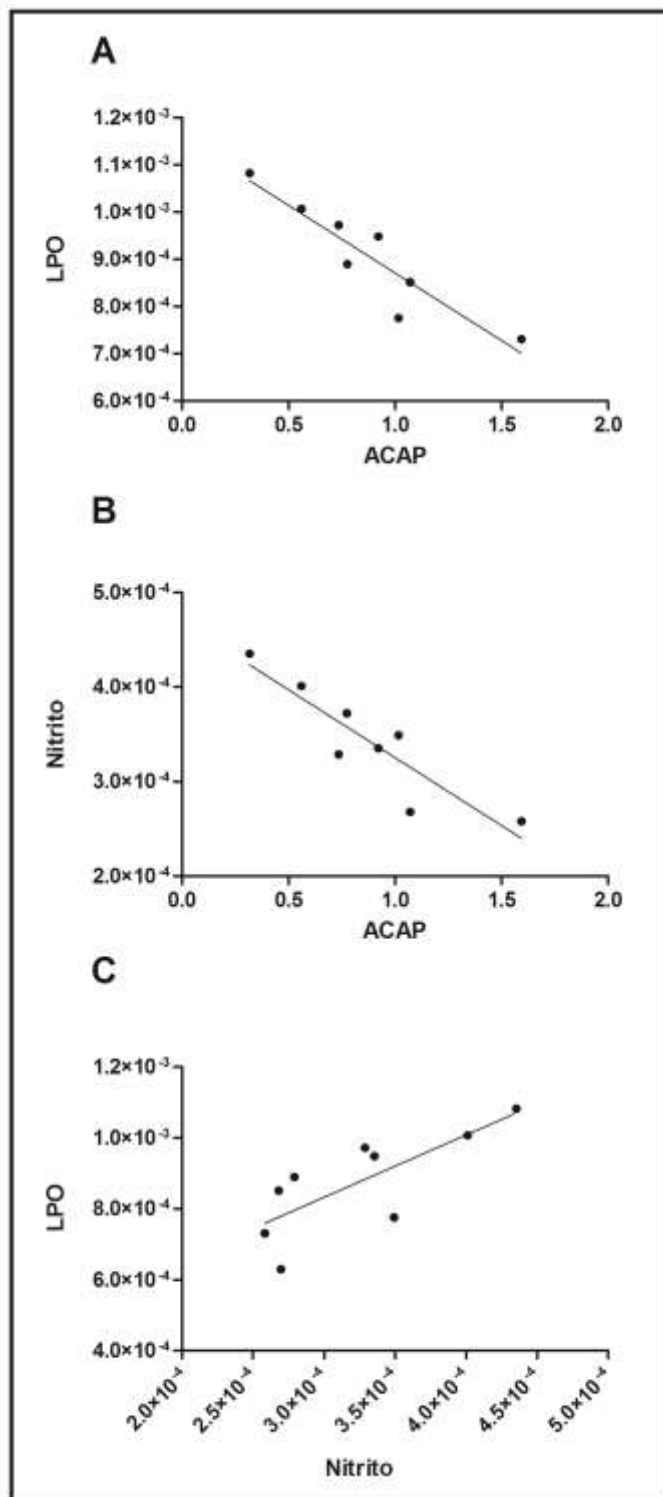 A
1.2×10⁻³
1.1×10⁻³
1.0×10⁻³
9.0×10⁻⁴
8.0×10⁻⁴
7.0×10⁻⁴
6.0×10⁻⁴
LPO
0.0 0.5 1.0 1.5 2.0
ACAP
B
5.0×10⁻⁴
4.0×10⁻⁴
3.0×10⁻⁴
2.0×10⁻⁴
Nitrito
0.0 0.5 1.0 1.5 2.0
ACAP
C
1.2×10⁻³
1.0×10⁻³
8.0×10⁻⁴
6.0×10⁻⁴
4.0×10⁻⁴
LPO
2.0×10⁻⁴ 2.5×10⁻⁴ 3.0×10⁻⁴ 3.5×10⁻⁴ 4.0×10⁻⁴ 4.5×10⁻⁴ 5.0×10⁻⁴
Nitrito